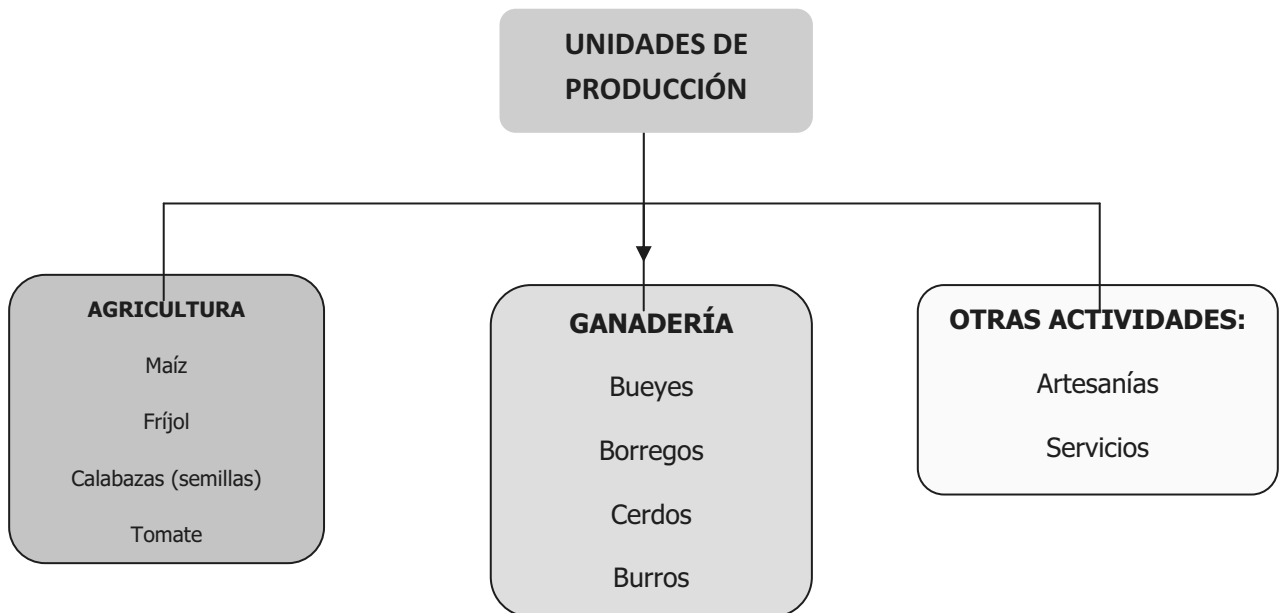 UNIDADES DE
PRODUCCIÓN
AGRICULTURA
Maíz
Fríjol
Calabazas (semillas)
Tomate
GANADERÍA
Bueyes
Borregos
Cerdos
Burros
OTRAS ACTIVIDADES:
Artesanías
Servicios